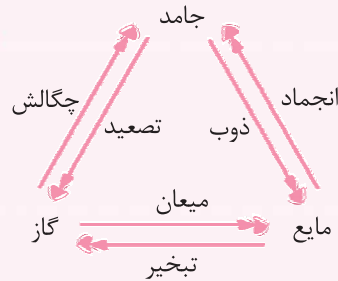 جامد
انجماد
چگالش
ذوب
تصعید
میعان
مایع
گاز
تبخیر